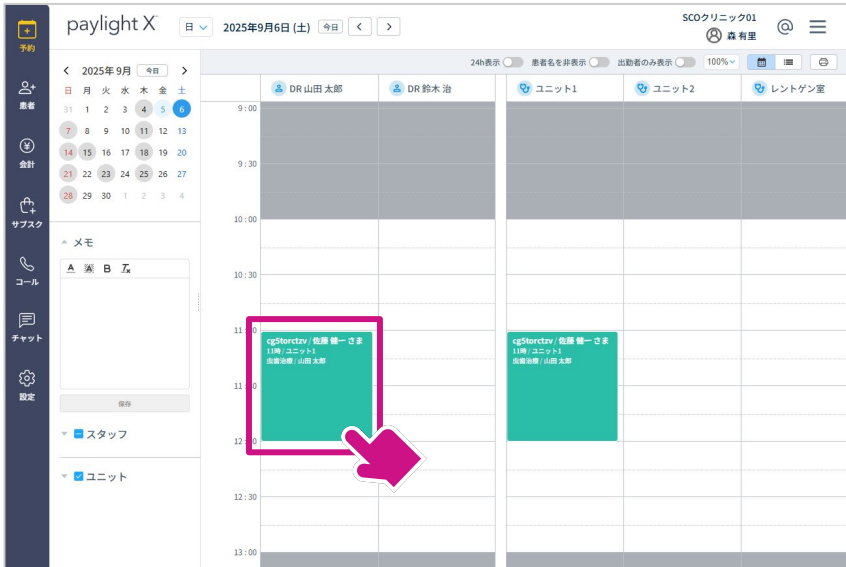 予約
患者
会計
サブスク
コール
チャット
設定
paylight X
日
2025年9月6日 (土)
今日
SCOクリニック01
森 有里
2025年 9月
今日
日 月 火 水 木 金 土
31 1 2 3 4 5 6
7 8 9 10 11 12 13
14 15 16 17 18 19 20
21 22 23 24 25 26 27
28 29 30 1 2 3 4
メモ
A A B Tx
保存
スタッフ
ユニット
24h表示
患者名を非表示
出勤者のみ表示
100%
DR 山田 太郎
DR 鈴木 治
ユニット1
ユニット2
レントゲン室
9:00
9:30
10:00
10:30
11:00
11:30
12:00
12:30
13:00
cg5torctzv / 佐藤 健一 さま
11時 / ユニット1
虫歯治療 / 山田 太郎
cg5torctzv / 佐藤 健一 さま
11時 / ユニット1
虫歯治療 / 山田 太郎